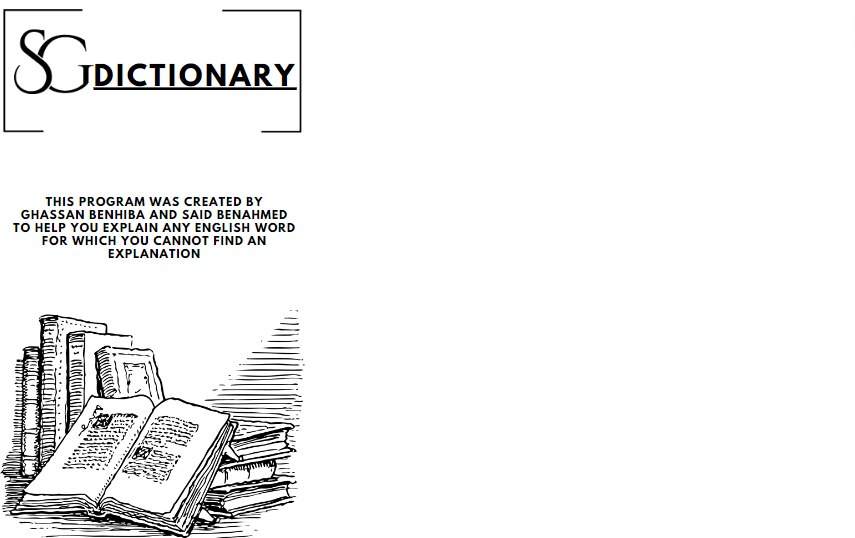 SG DICTIONARY
THIS PROGRAM WAS CREATED BY
GHASSAN BENHIBA AND SAID BENAHMED
TO HELP YOU EXPLAIN ANY ENGLISH WORD
FOR WHICH YOU CANNOT FIND AN
EXPLANATION